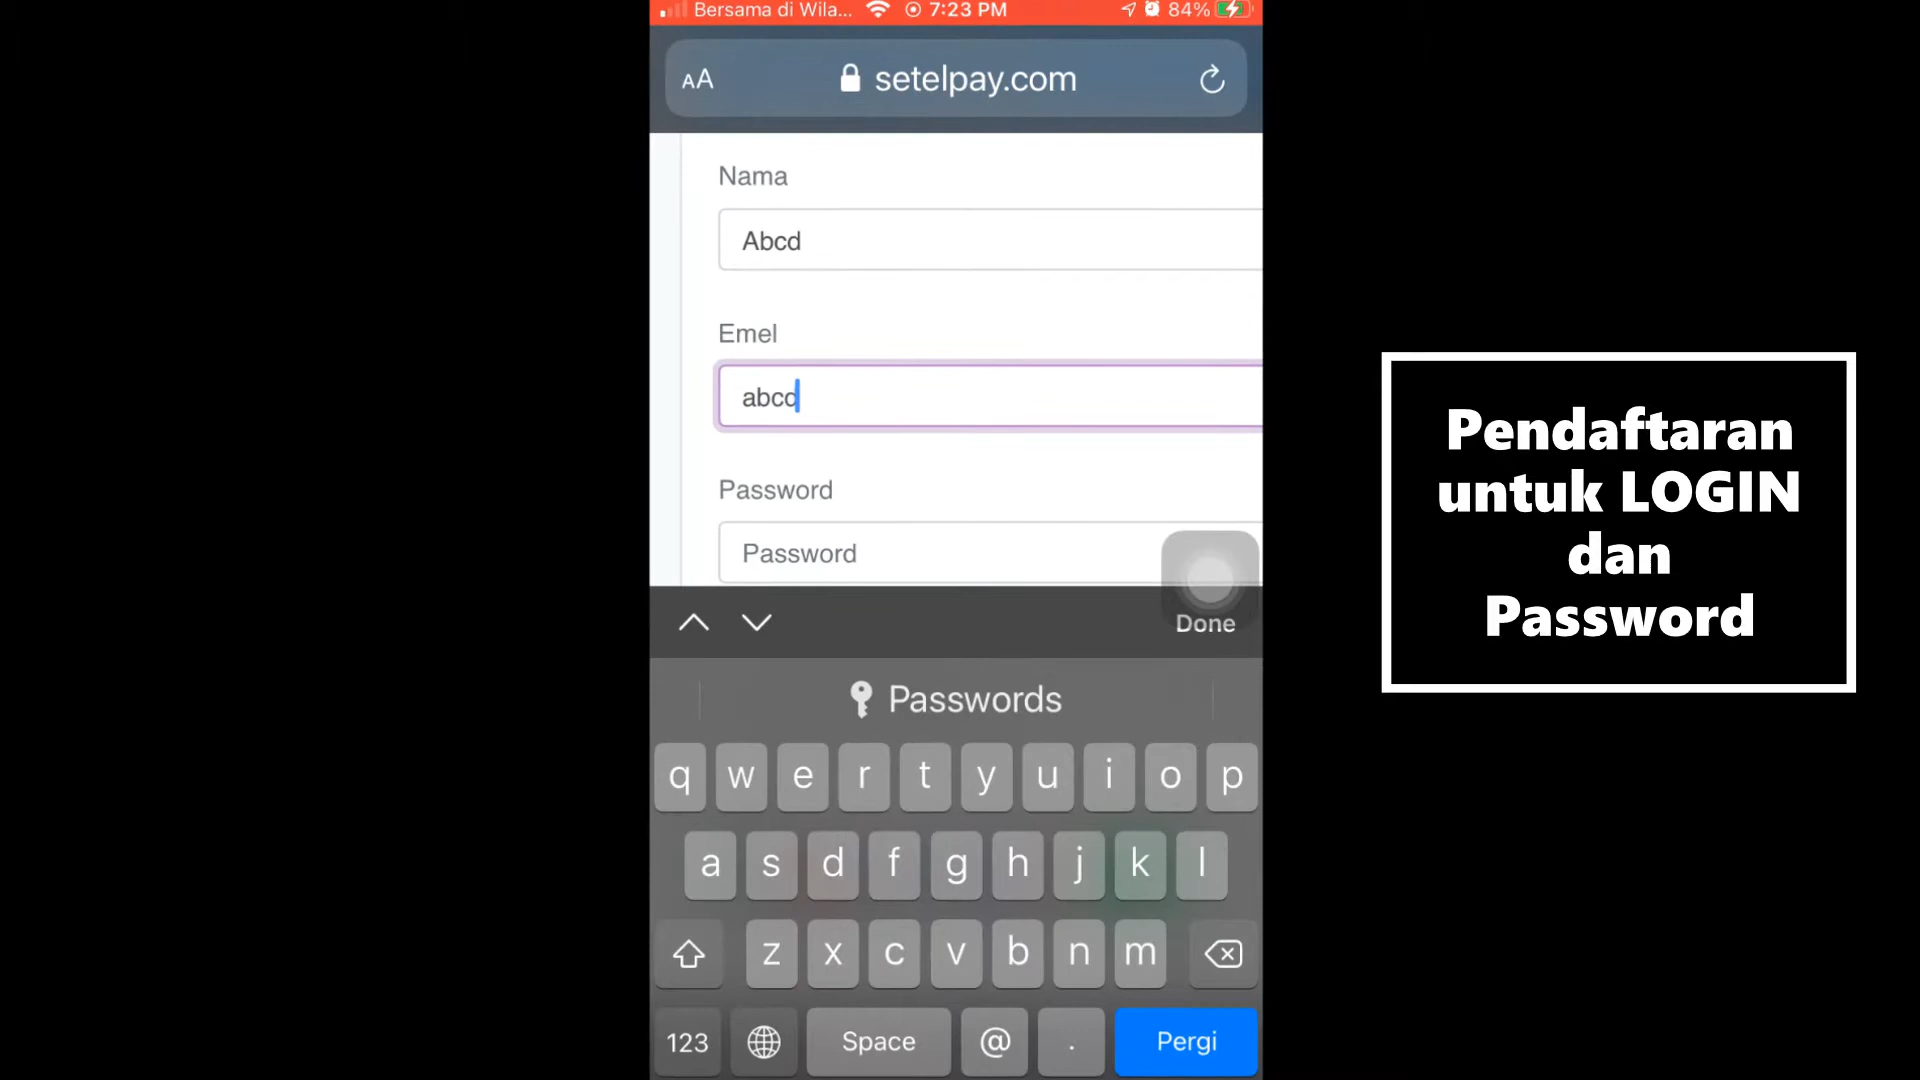 Bersama di Wila... 7:23 PM 84%
AA setelpay.com
Nama
Abcd
Emel
abcd
Password
Password
Done
Passwords
q w e r t y u i o p
a s d f g h j k l
z x c v b n m
123 Space @ . Pergi
Pendaftaran
untuk LOGIN
dan
Password